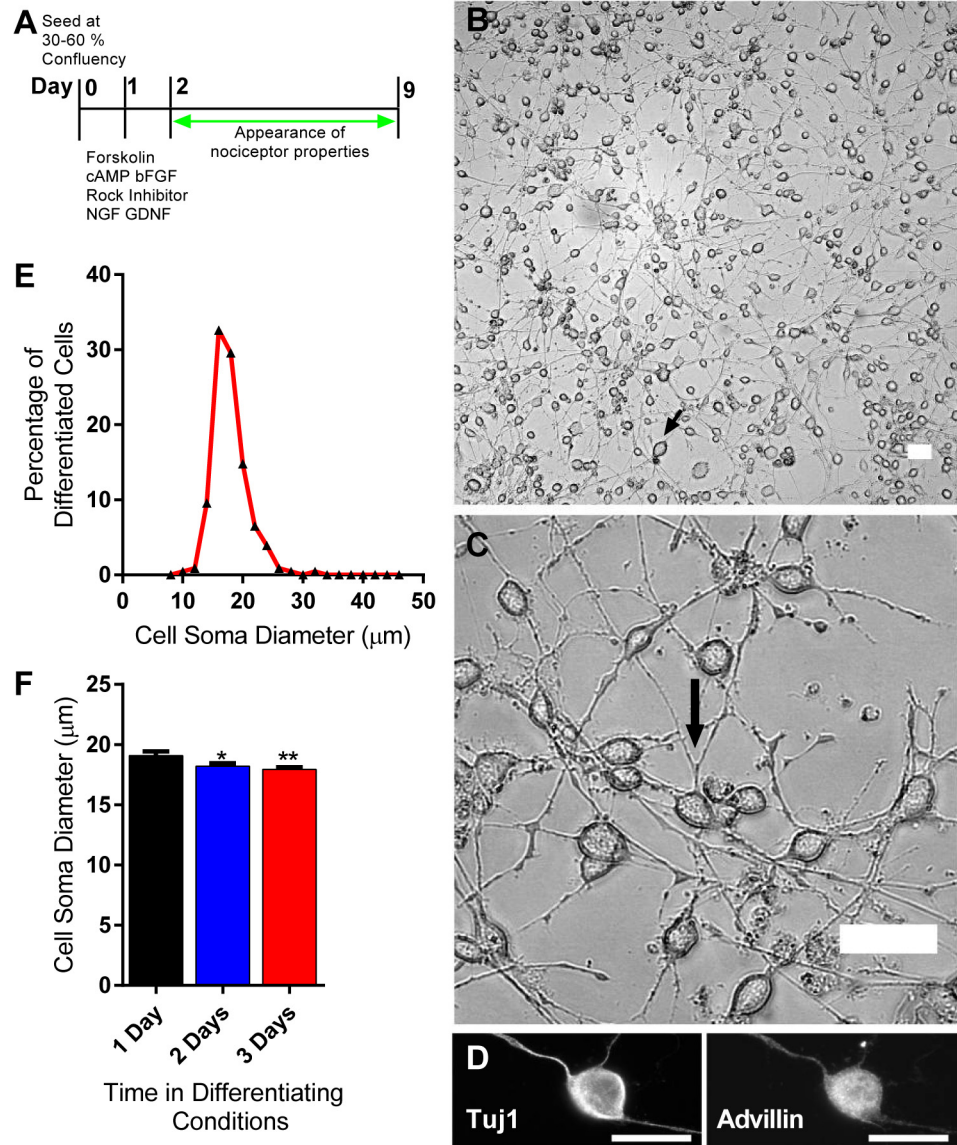 A
Seed at
30-60 %
Confluency
Day 0 1 2 9
Appearance of
nociceptor properties
Forskolin
cAMP bFGF
Rock Inhibitor
NGF GDNF
B
E
40
30
20
10
0
Percentage of
Differentiated Cells
0 10 20 30 40 50
Cell Soma Diameter (μm)
C
F
25
20
15
10
5
0
Cell Soma Diameter (μm)
* **
1 Day 2 Days 3 Days
Time in Differentiating
Conditions
D
Tuj1
Advillin